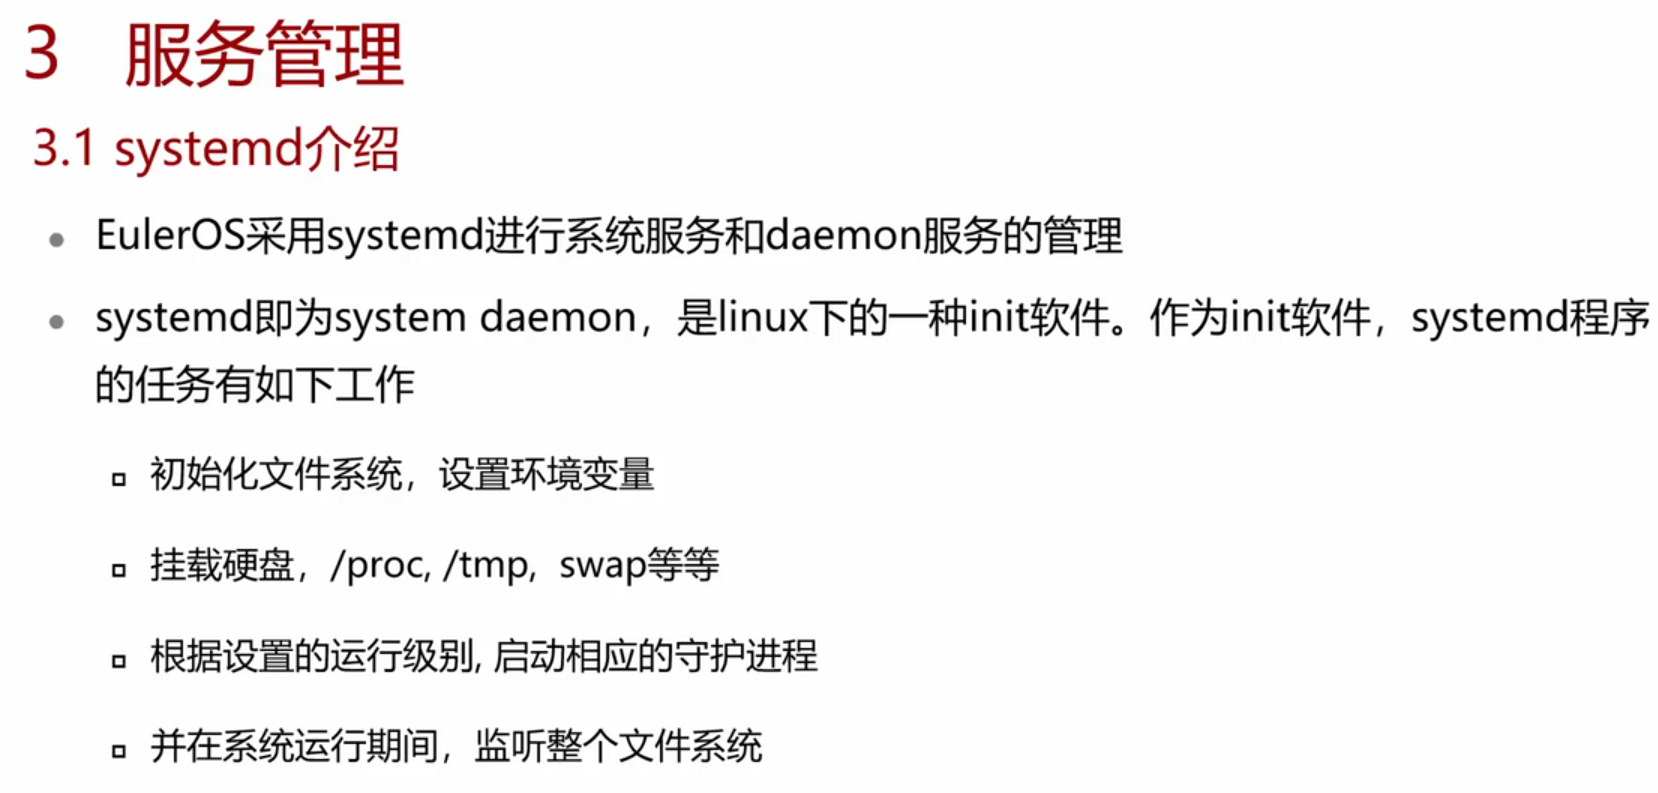 3 服务管理
3.1 systemd介绍
EulerOS采用systemd进行系统服务和daemon服务的管理
systemd即为system daemon，是linux下的一种init软件。作为init软件，systemd程序
的任务有如下工作
初始化文件系统，设置环境变量
挂载硬盘，/proc, /tmp，swap等等
根据设置的运行级别, 启动相应的守护进程
并在系统运行期间，监听整个文件系统